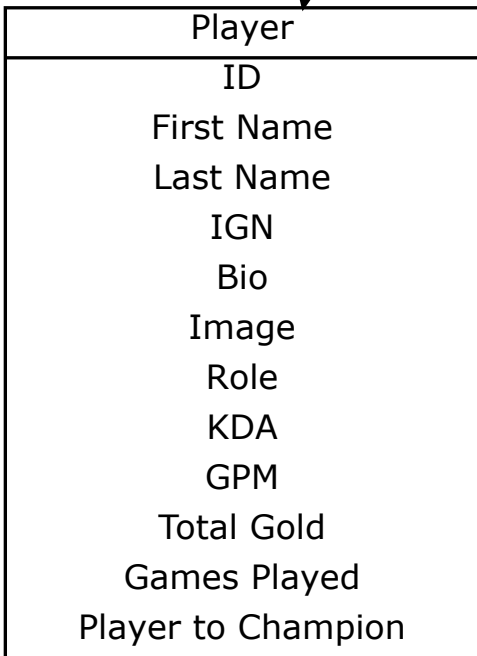 Player
ID
First Name
Last Name
IGN
Bio
Image
Role
KDA
GPM
Total Gold
Games Played
Player to Champion